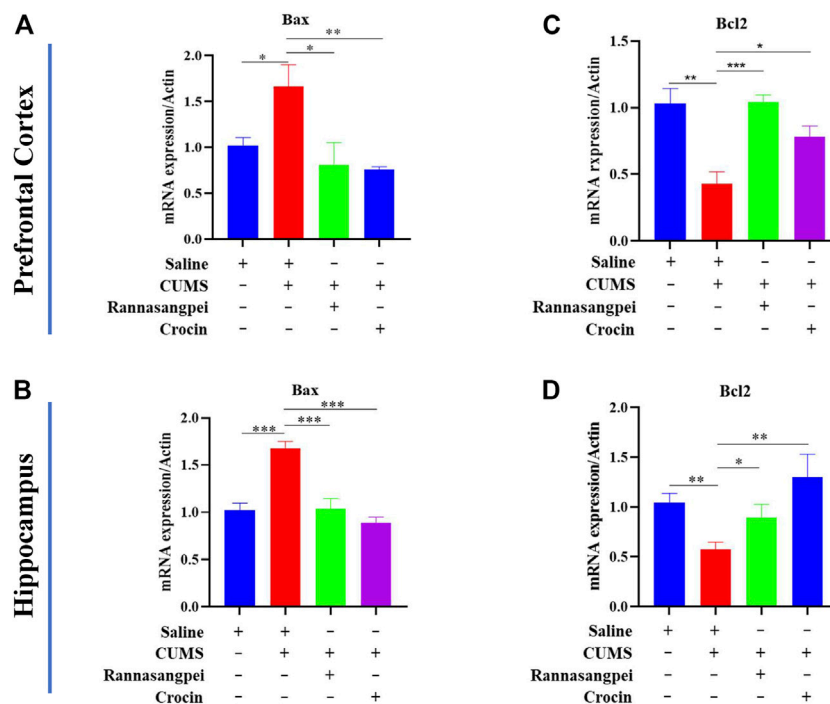 A
Prefrontal Cortex
Bax
mRNA expression/Actin
2.0
1.5
1.0
0.5
0.0
* * **
Saline + + − −
CUMS − + + +
Rannasangpei − − + −
Crocin − − − +
C
Bcl2
mRNA rxpression/Actin
1.5
1.0
0.5
0.0
** *** *
Saline + + − −
CUMS − + + +
Rannasangpei − − + −
Crocin − − − +
B
Hippocampus
Bax
mRNA expression/Actin
2.0
1.5
1.0
0.5
0.0
*** *** ***
Saline + + − −
CUMS − + + +
Rannasangpei − − + −
Crocin − − − +
D
Bcl2
mRNA expression/Actin
2.0
1.5
1.0
0.5
0.0
** * **
Saline + + − −
CUMS − + + +
Rannasangpei − − + −
Crocin − − − +